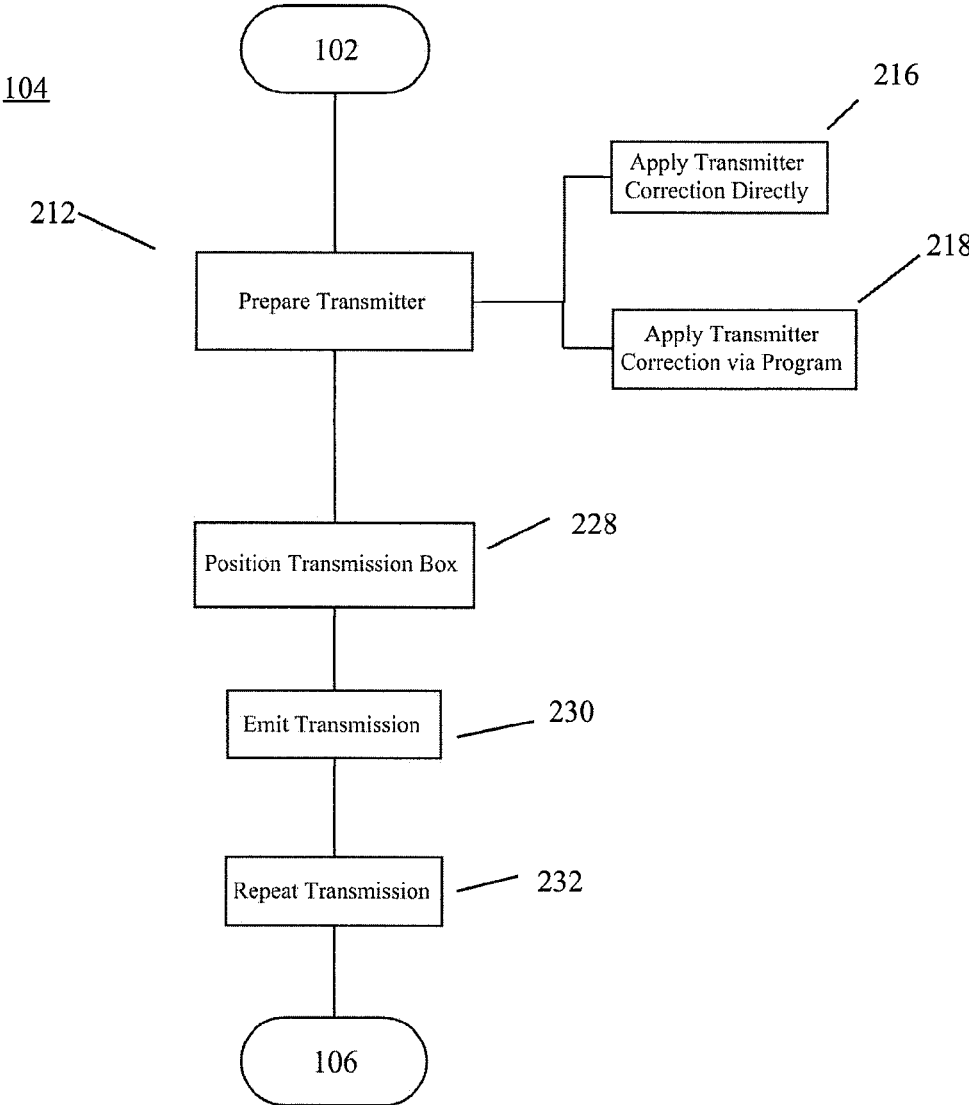 102
104
216
Apply Transmitter
Correction Directly
212
218
Prepare Transmitter
Apply Transmitter
Correction via Program
228
Position Transmission Box
230
Emit Transmission
232
Repeat Transmission
106